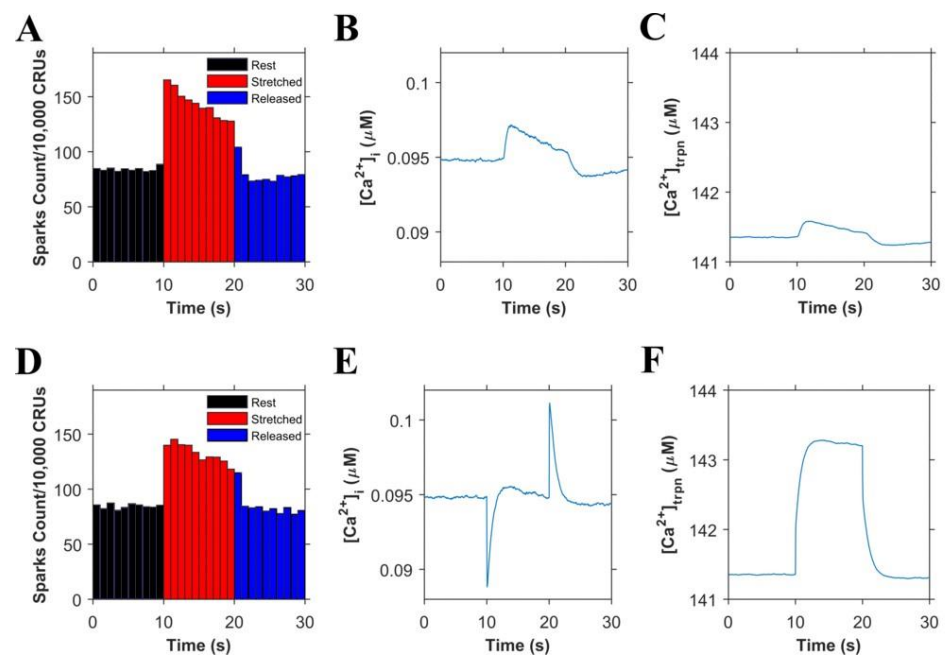 A
Sparks Count/10,000 CRUs
150
100
50
0
Rest
Stretched
Released
0 10 20 30
Time (s)
B
[Ca2+]i (μM)
0.1
0.095
0.09
0 10 20 30
Time (s)
C
[Ca2+]trpn (μM)
144
143
142
141
0 10 20 30
Time (s)
D
Sparks Count/10,000 CRUs
150
100
50
0
Rest
Stretched
Released
0 10 20 30
Time (s)
E
[Ca2+]i (μM)
0.1
0.095
0.09
0 10 20 30
Time (s)
F
[Ca2+]trpn (μM)
144
143
142
141
0 10 20 30
Time (s)